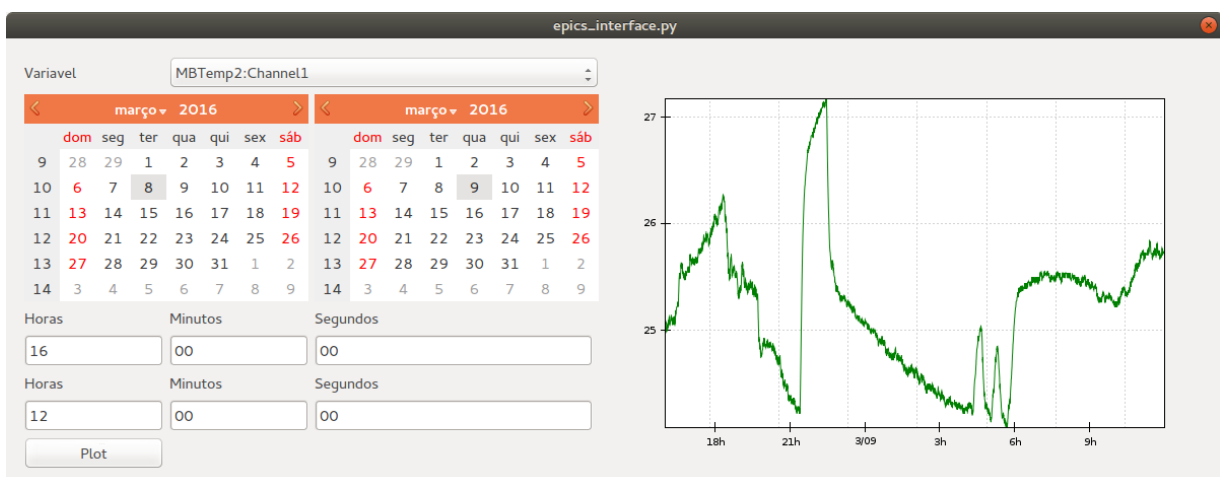 epics_interface.py
Variavel MBTemp2:Channel1
março 2016 março 2016
dom seg ter qua qui sex sáb dom seg ter qua qui sex sáb
9 28 29 1 2 3 4 5 9 28 29 1 2 3 4 5
10 6 7 8 9 10 11 12 10 6 7 8 9 10 11 12
11 13 14 15 16 17 18 19 11 13 14 15 16 17 18 19
12 20 21 22 23 24 25 26 12 20 21 22 23 24 25 26
13 27 28 29 30 31 1 2 13 27 28 29 30 31 1 2
14 3 4 5 6 7 8 9 14 3 4 5 6 7 8 9
Horas Minutos Segundos
16 00 00
Horas Minutos Segundos
12 00 00
Plot
27
26
25
18h 21h 3/09 3h 6h 9h